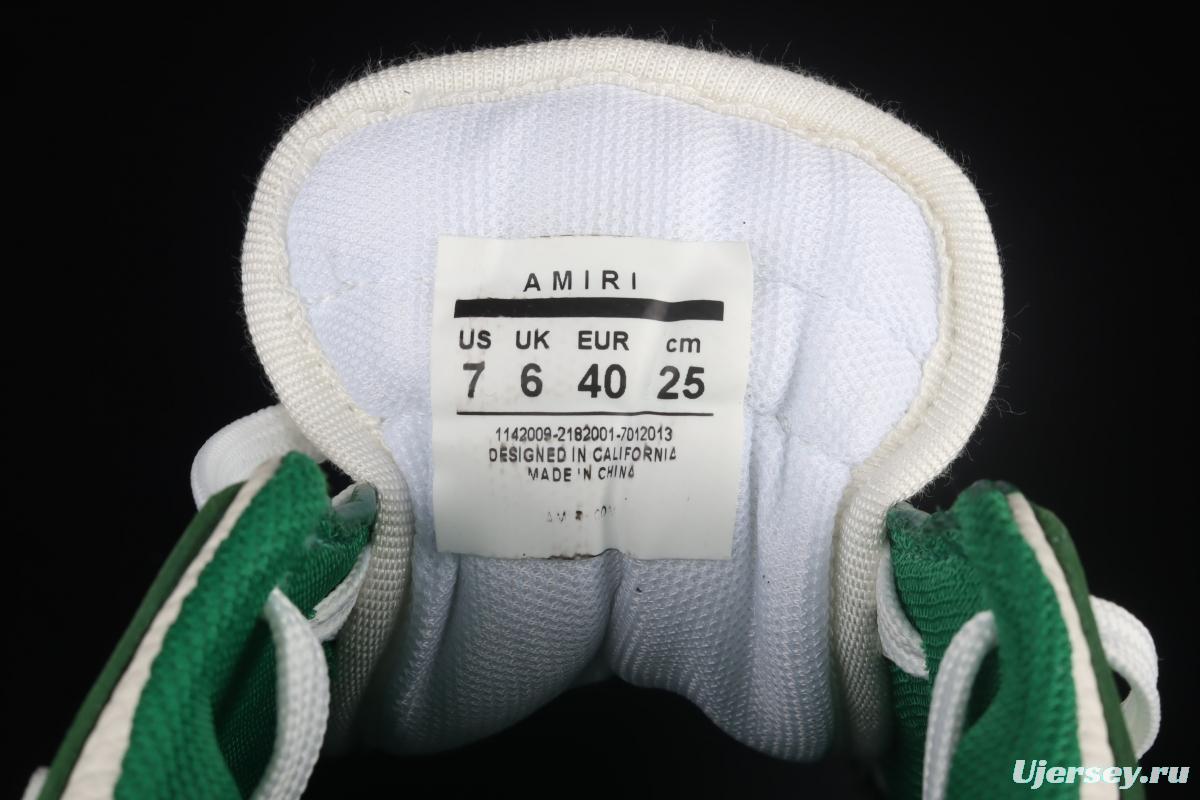 AMIRI
US UK EUR cm
7 6 40 25
1142009-2182001-7012013
DESIGNED IN CALIFORNIA
MADE IN CHINA
Ujersey.ru